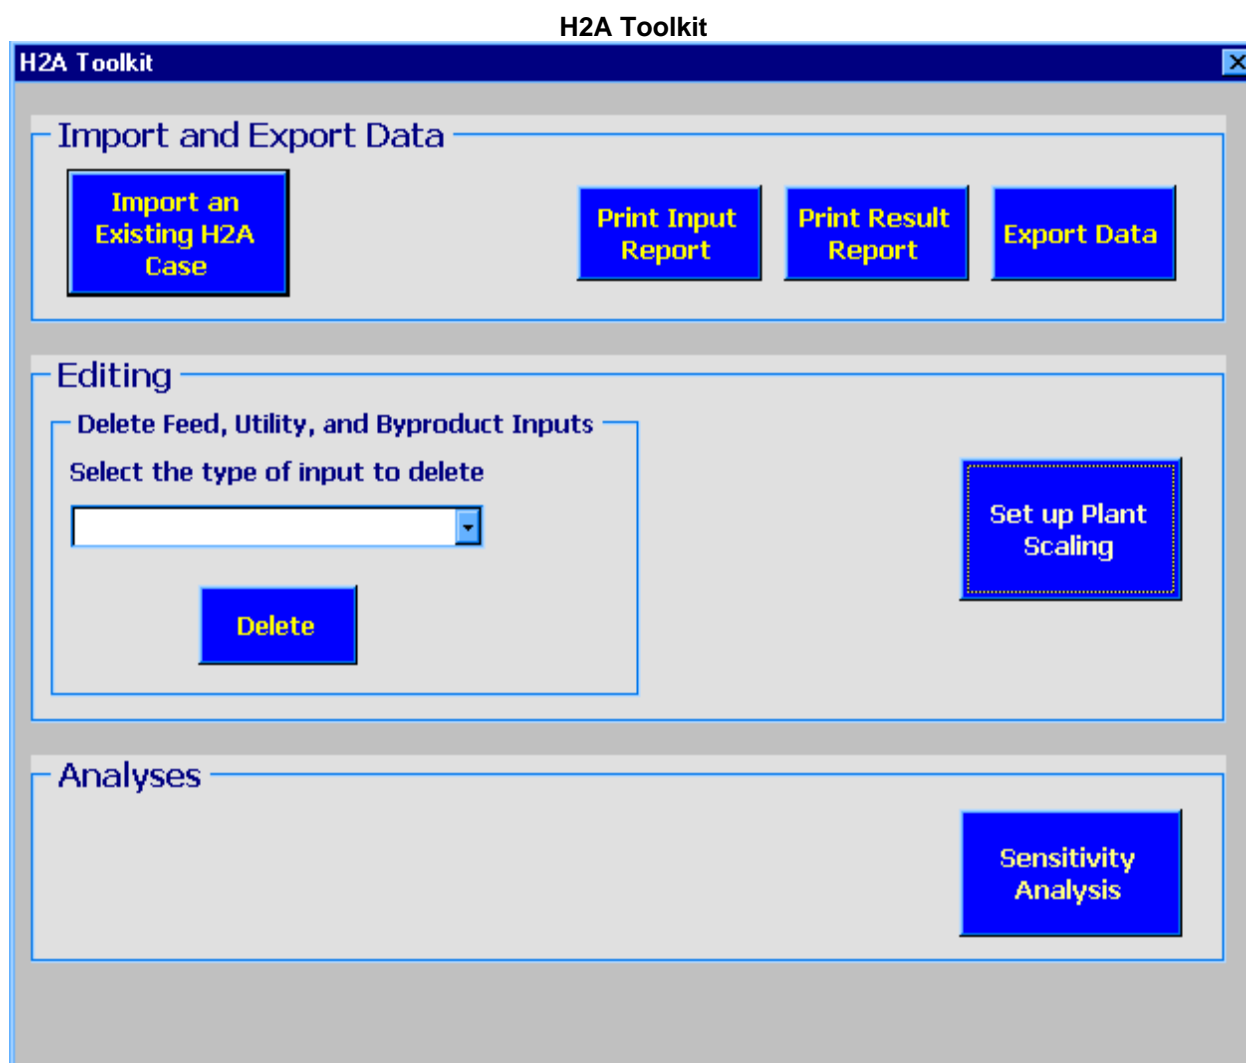 H2A Toolkit
H2A Toolkit
Import and Export Data
Import an
Existing H2A
Case
Print Input
Report
Print Result
Report
Export Data
Editing
Delete Feed, Utility, and Byproduct Inputs
Select the type of input to delete
Delete
Set up Plant
Scaling
Analyses
Sensitivity
Analysis